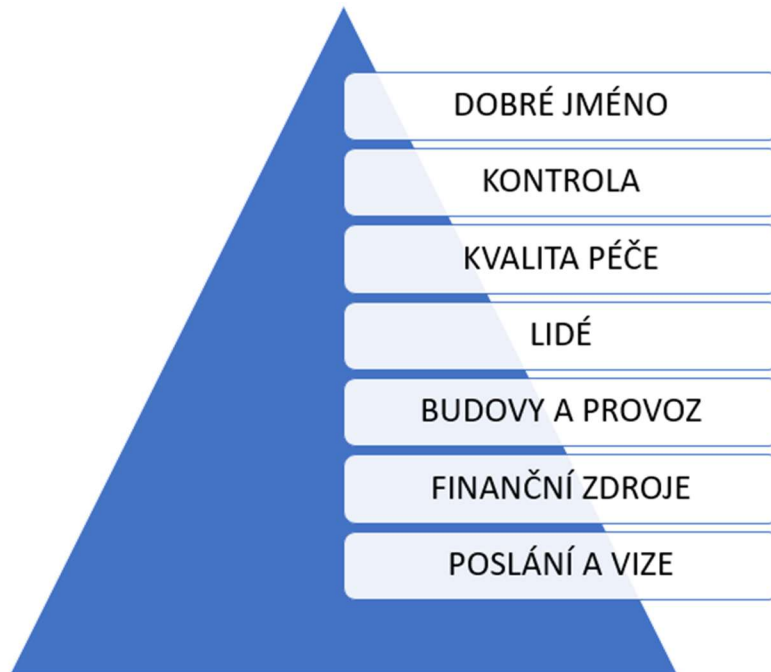 DOBRÉ JMÉNO
KONTROLA
KVALITA PÉČE
LIDÉ
BUDOVY A PROVOZ
FINANČNÍ ZDROJE
POSLÁNÍ A VIZE